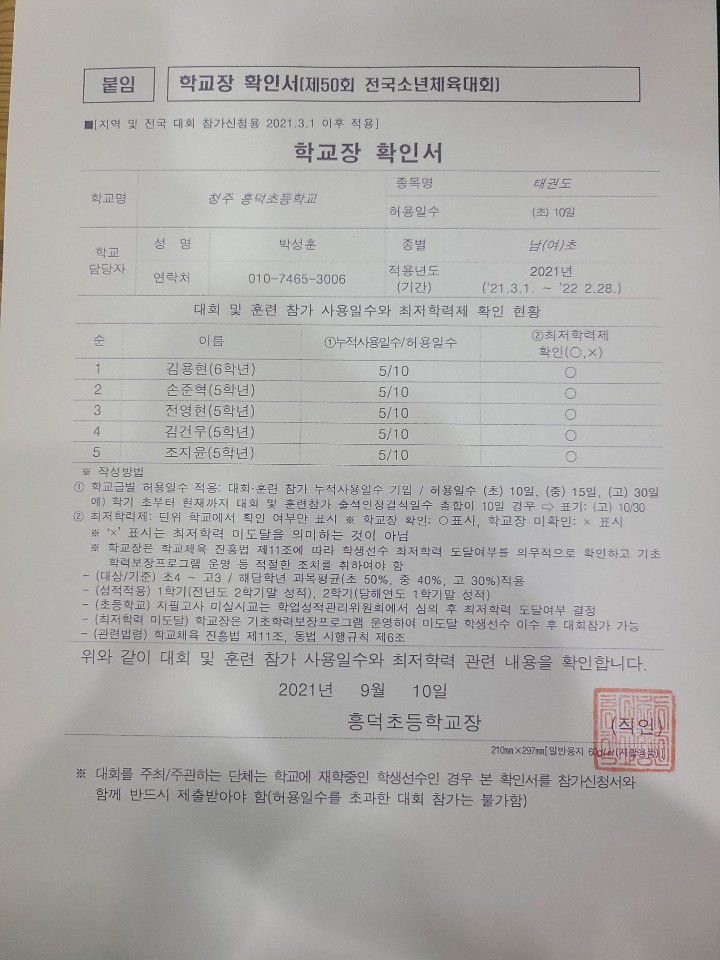 붙임
학교장 확인서(제50회 전국소년체육대회)
■[지역 및 전국 대회 참가신청용 2021.3.1 이후 적용]
학교장 확인서
학교명 청주 흥덕초등학교 종목명 태권도
허용일수 (초) 10일
학교 담당자 성 명 박성훈 종별 남(여)초
연락처 010-7465-3006 적용년도 (기간) 2021년 ('21.3.1. ~ '22 2.28.)
대회 및 훈련 참가 사용일수와 최저학력제 확인 현황
순 이름 ①누적사용일수/허용일수 ②최저학력제 확인(○,×)
1 김용현(6학년) 5/10 ○
2 손준혁(5학년) 5/10 ○
3 전영현(5학년) 5/10 ○
4 김건우(5학년) 5/10 ○
5 조지윤(5학년) 5/10 ○
※ 작성방법
① 학교급별 허용일수 적용: 대회·훈련 참가 누적사용일수 기입 / 허용일수 (초) 10일, (중) 15일, (고) 30일
예) 학기 초부터 현재까지 대회 및 훈련참가 출석인정결석일수 총합이 10일 경우 ⇨ 표기: (고) 10/30
② 최저학력제: 단위 학교에서 확인 여부만 표시 ※ 학교장 확인: ○표시, 학교장 미확인: × 표시
※ '×' 표시는 최저학력 미도달을 의미하는 것이 아님
※ 학교장은 학교체육 진흥법 제11조에 따라 학생선수 최저학력 도달여부를 의무적으로 확인하고 기초
학력보장프로그램 운영 등 적절한 조치를 취하여야 함
- (대상/기준) 초4 ~ 고3 / 해당학년 과목평균(초 50%, 중 40%, 고 30%)적용
- (성적적용) 1학기(전년도 2학기말 성적), 2학기(당해연도 1학기말 성적)
- (초등학교) 지필고사 미실시교는 학업성적관리위원회에서 심의 후 최저학력 도달여부 결정
- (최저학력 미도달) 학교장은 기초학력보장프로그램 운영하여 미도달 학생선수 이수 후 대회참가 가능
- (관련법령) 학교체육 진흥법 제11조, 동법 시행규칙 제6조
위와 같이 대회 및 훈련 참가 사용일수와 최저학력 관련 내용을 확인합니다.
2021년 9월 10일
흥덕초등학교장 (직인)
210㎜×297㎜[일반용지 60g/㎡(재활용품)]
※ 대회를 주최/주관하는 단체는 학교에 재학중인 학생선수인 경우 본 확인서를 참가신청서와
함께 반드시 제출받아야 함(허용일수를 초과한 대회 참가는 불가함)